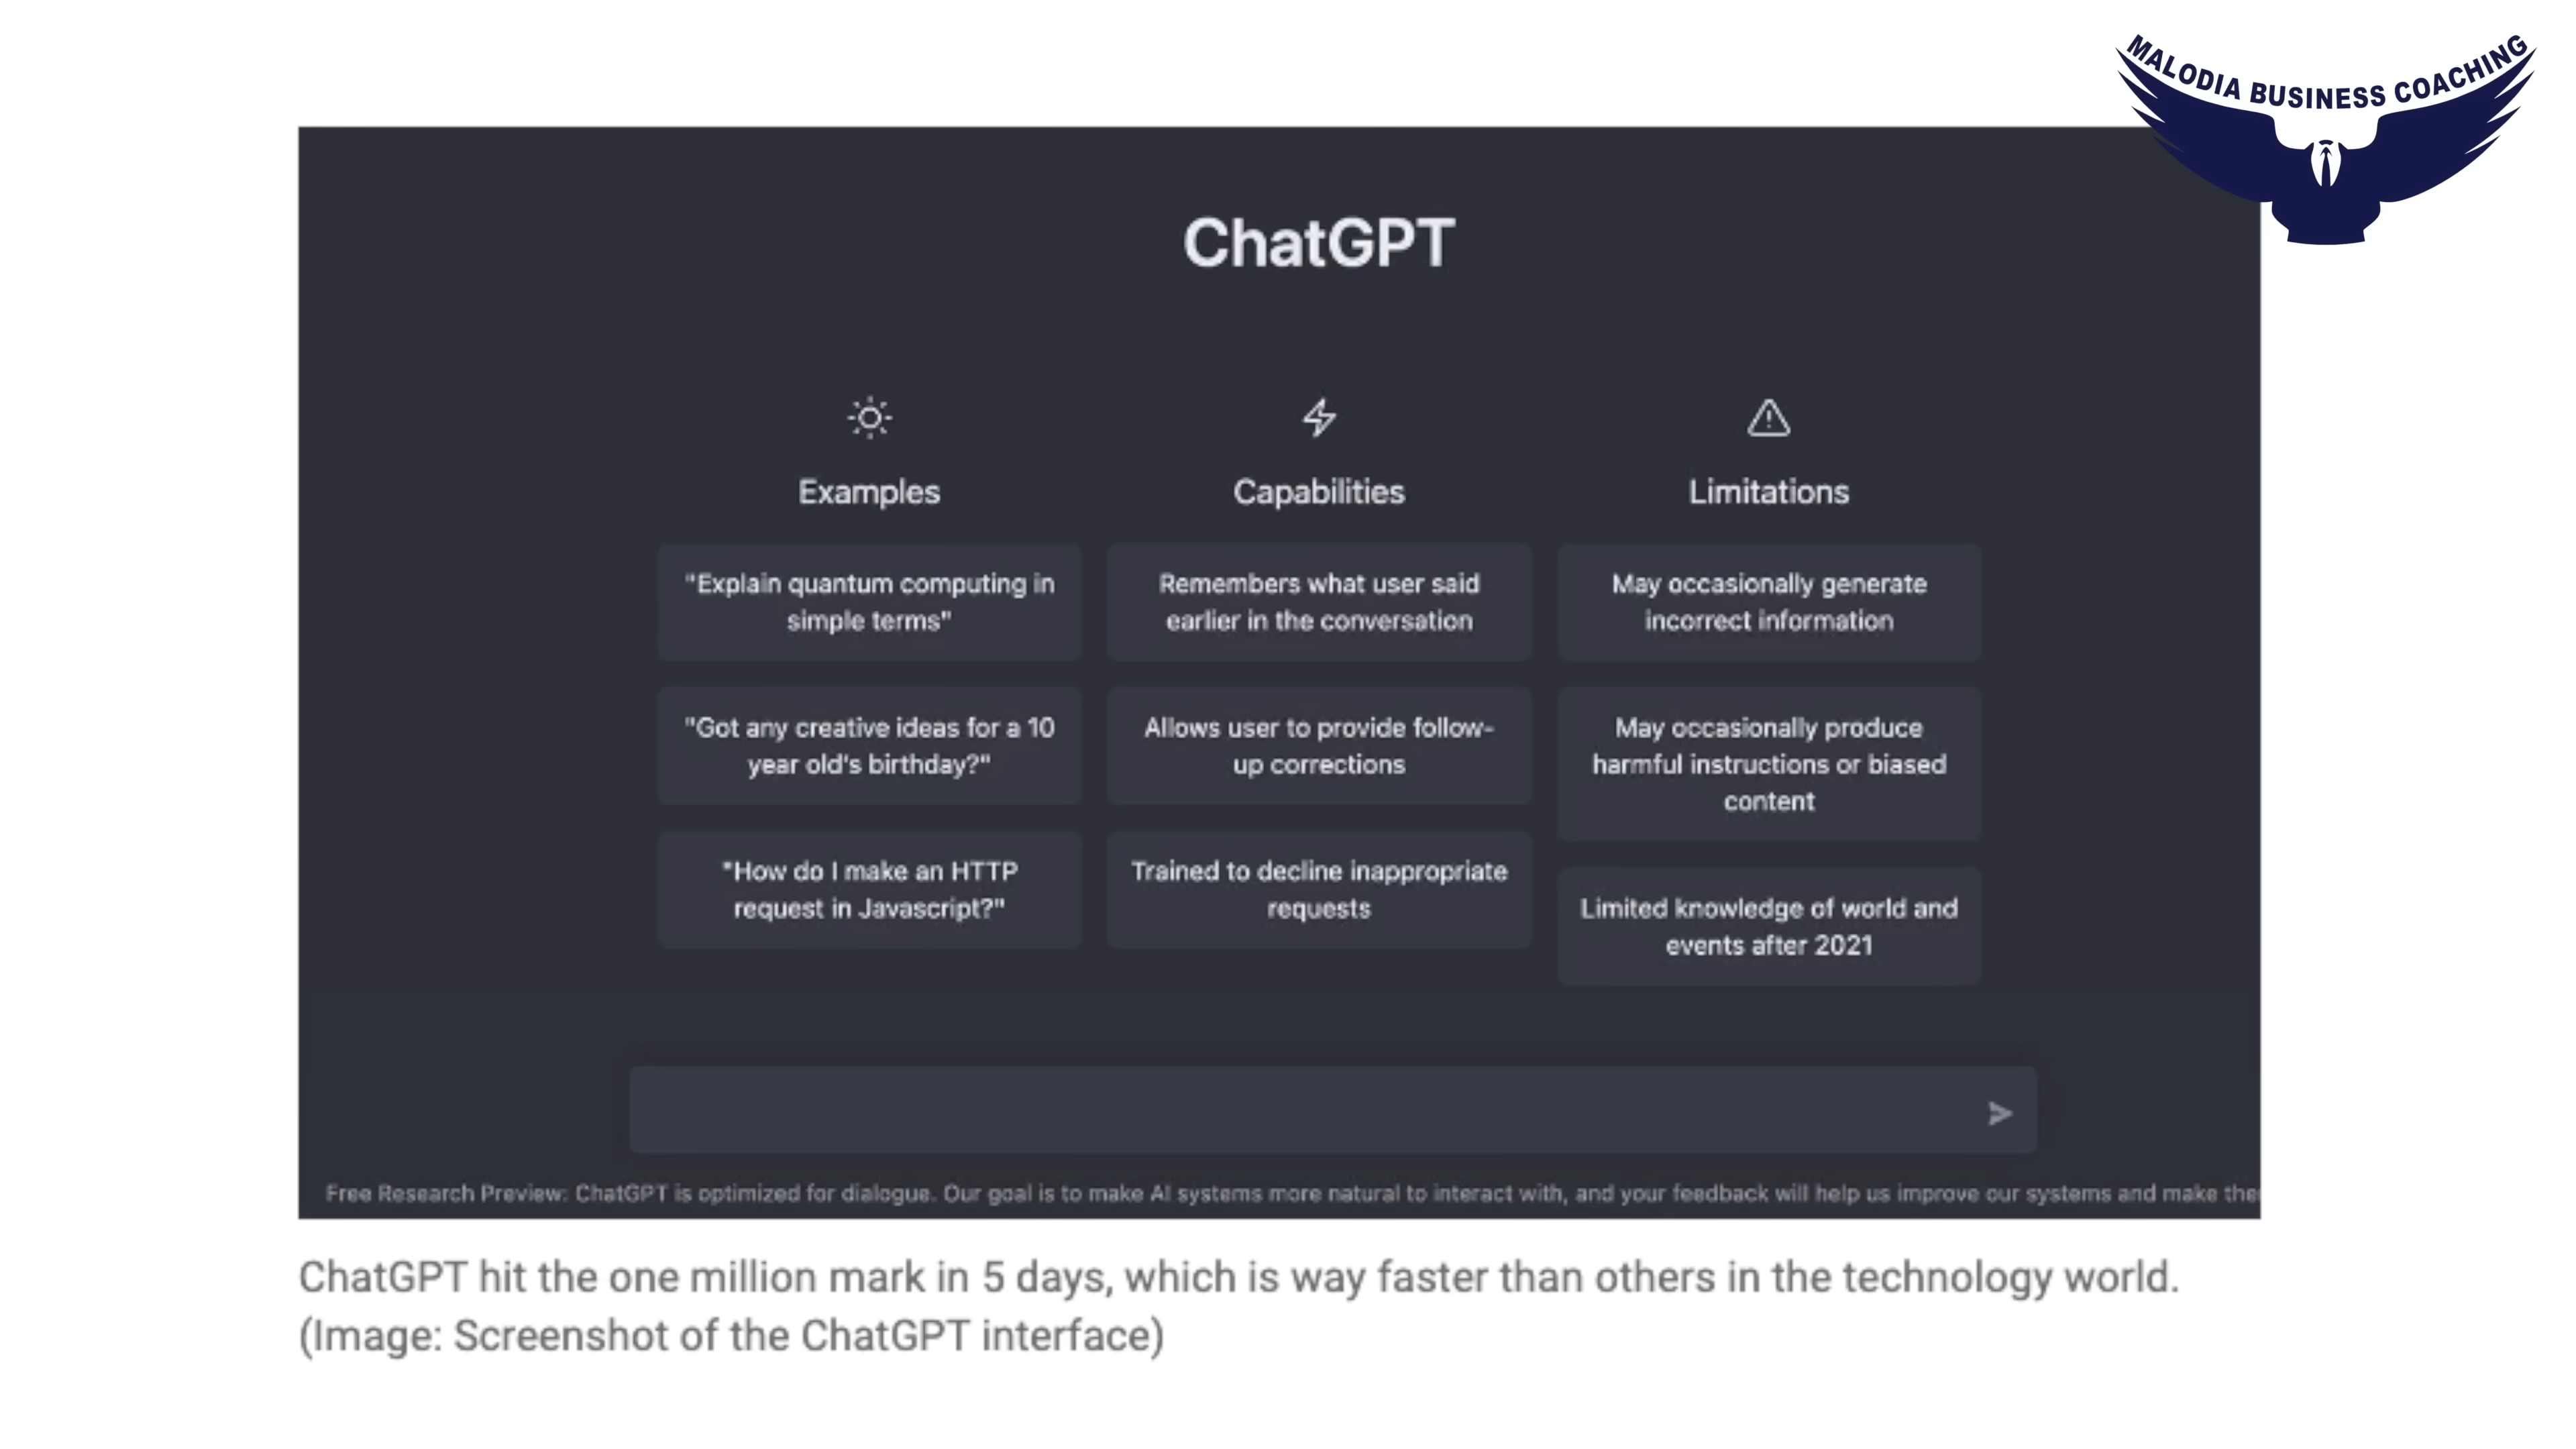 MALODIA BUSINESS COACHING
ChatGPT
Examples
"Explain quantum computing in
simple terms"
"Got any creative ideas for a 10
year old's birthday?"
"How do I make an HTTP
request in Javascript?"
Capabilities
Remembers what user said
earlier in the conversation
Allows user to provide follow-
up corrections
Trained to decline inappropriate
requests
Limitations
May occasionally generate
incorrect information
May occasionally produce
harmful instructions or biased
content
Limited knowledge of world and
events after 2021
Free Research Preview: ChatGPT is optimized for dialogue. Our goal is to make AI systems more natural to interact with, and your feedback will help us improve our systems and make the
ChatGPT hit the one million mark in 5 days, which is way faster than others in the technology world.
(Image: Screenshot of the ChatGPT interface)